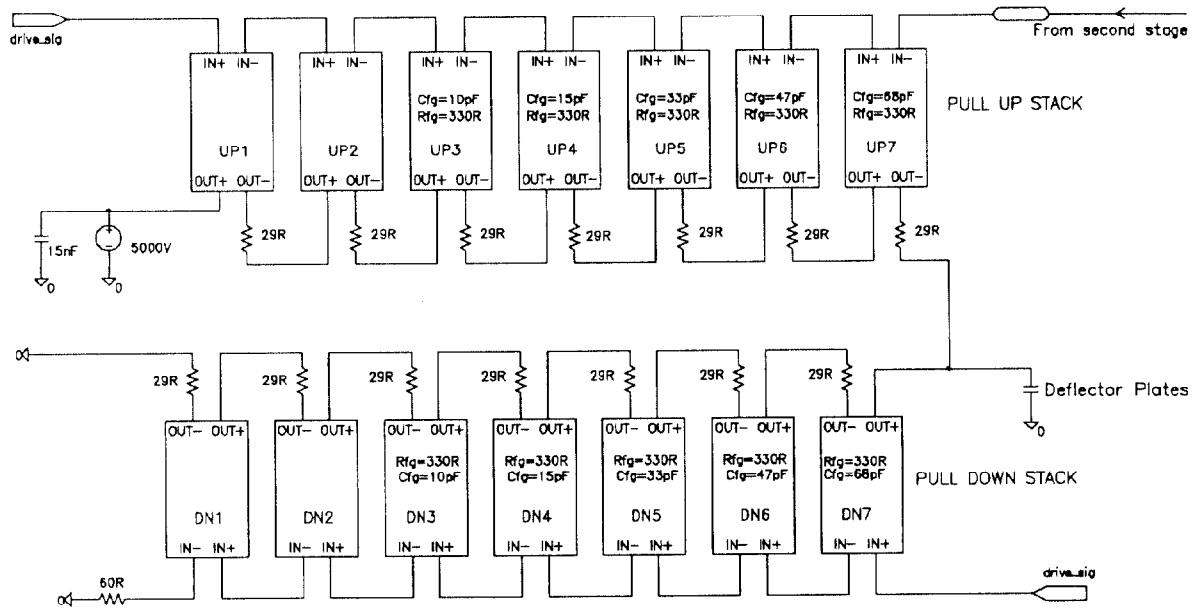 drive_sig
From second stage
IN+ IN- IN+ IN- IN+ IN- IN+ IN- IN+ IN- IN+ IN- IN+ IN-
Cfg=10pF Cfg=15pF Cfg=33pF Cfg=47pF Cfg=68pF
Rfg=330R Rfg=330R Rfg=330R Rfg=330R Rfg=330R
PULL UP STACK
UP1 UP2 UP3 UP4 UP5 UP6 UP7
OUT+ OUT- OUT+ OUT- OUT+ OUT- OUT+ OUT- OUT+ OUT- OUT+ OUT- OUT+ OUT-
15nF 5000V 29R 29R 29R 29R 29R 29R 29R
0 0
0
29R 29R 29R 29R 29R 29R 29R
Deflector Plates
0
OUT- OUT+ OUT- OUT+ OUT- OUT+ OUT- OUT+ OUT- OUT+ OUT- OUT+ OUT- OUT+
Rfg=330R Rfg=330R Rfg=330R Rfg=330R Rfg=330R
Cfg=10pF Cfg=15pF Cfg=33pF Cfg=47pF Cfg=68pF
PULL DOWN STACK
DN1 DN2 DN3 DN4 DN5 DN6 DN7
IN- IN+ IN- IN+ IN- IN+ IN- IN+ IN- IN+ IN- IN+ IN- IN+
60R
0
drive_sig